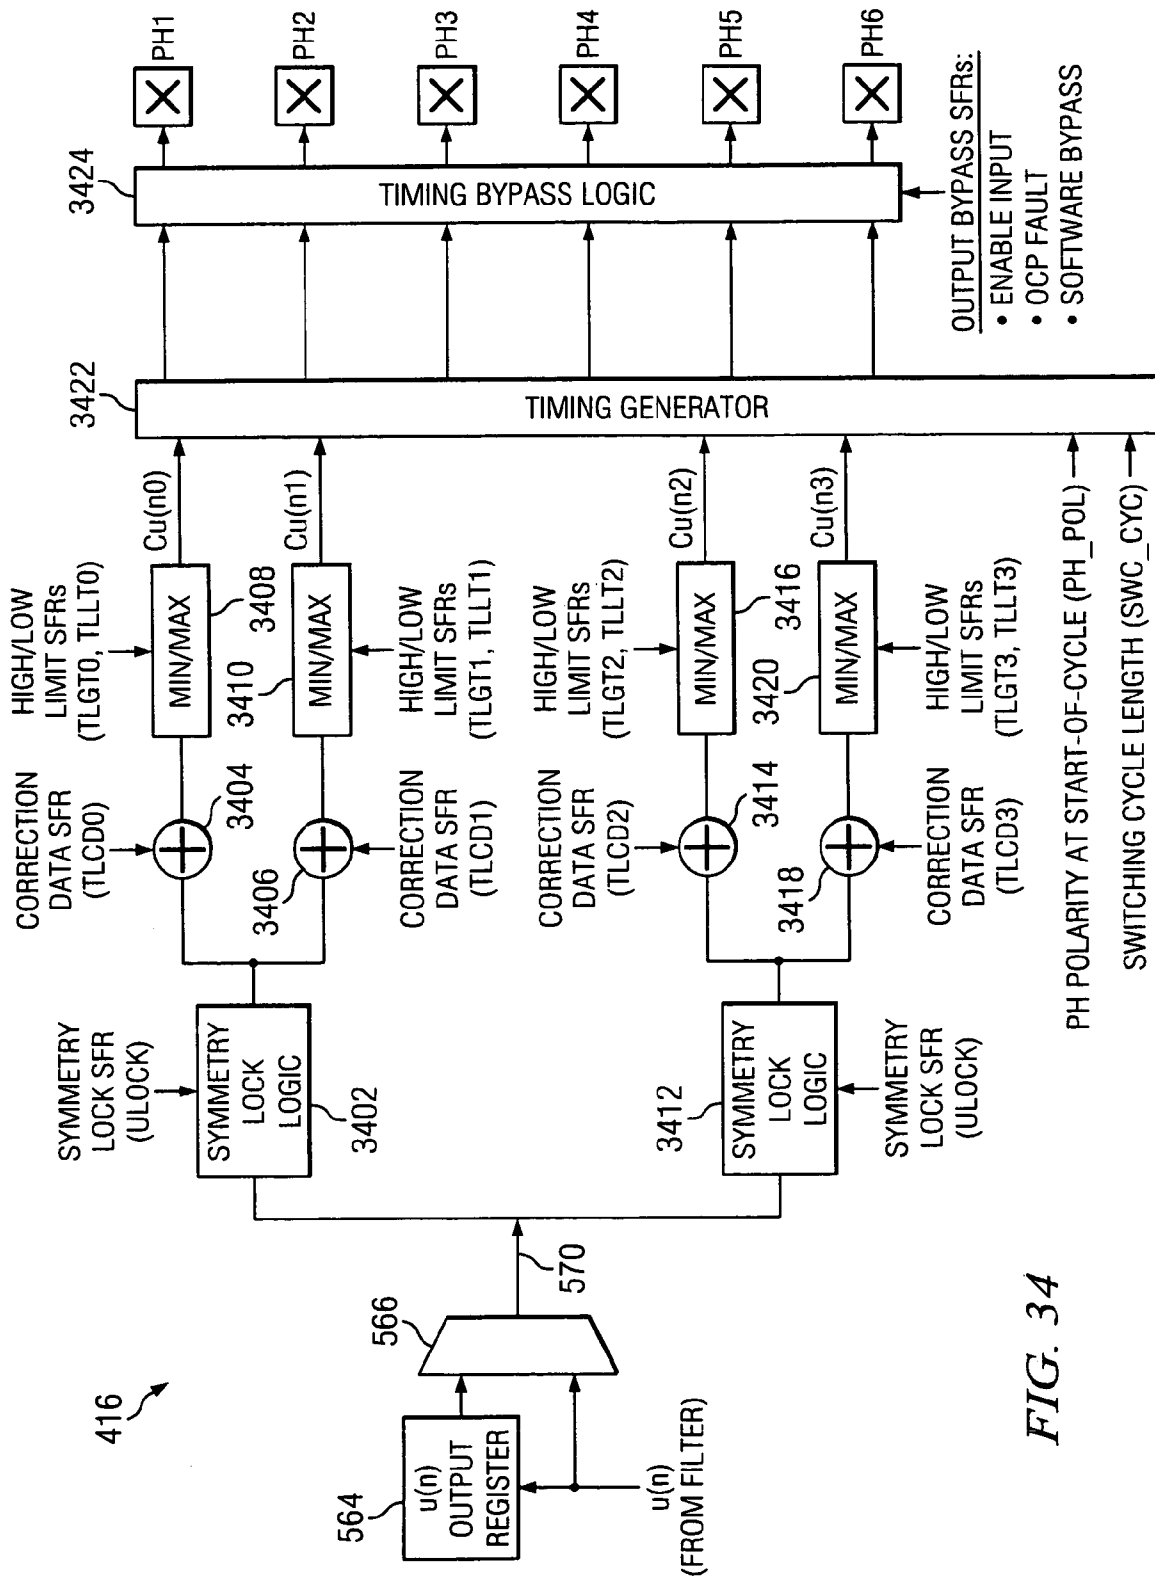 416
564
u(n)
OUTPUT
REGISTER
u(n)
(FROM FILTER)
566
570
SYMMETRY
LOCK SFR
(ULOCK)
SYMMETRY
LOCK
LOGIC
3402
3412
SYMMETRY
LOCK
LOGIC
SYMMETRY
LOCK SFR
(ULOCK)
CORRECTION
DATA SFR
(TLCD0)
3404
3406
CORRECTION
DATA SFR
(TLCD1)
CORRECTION
DATA SFR
(TLCD2)
3414
3418
CORRECTION
DATA SFR
(TLCD3)
HIGH/LOW
LIMIT SFRs
(TLGT0, TLLT0)
MIN/MAX
3408
3410
MIN/MAX
HIGH/LOW
LIMIT SFRs
(TLGT1, TLLT1)
HIGH/LOW
LIMIT SFRs
(TLGT2, TLLT2)
MIN/MAX
3416
3420
MIN/MAX
HIGH/LOW
LIMIT SFRs
(TLGT3, TLLT3)
Cu(n0)
Cu(n1)
Cu(n2)
Cu(n3)
PH POLARITY AT START-OF-CYCLE (PH_POL)
SWITCHING CYCLE LENGTH (SWC_CYC)
3422
TIMING GENERATOR
3424
TIMING BYPASS LOGIC
OUTPUT BYPASS SFRs:
• ENABLE INPUT
• OCP FAULT
• SOFTWARE BYPASS
PH1
PH2
PH3
PH4
PH5
PH6
FIG. 34